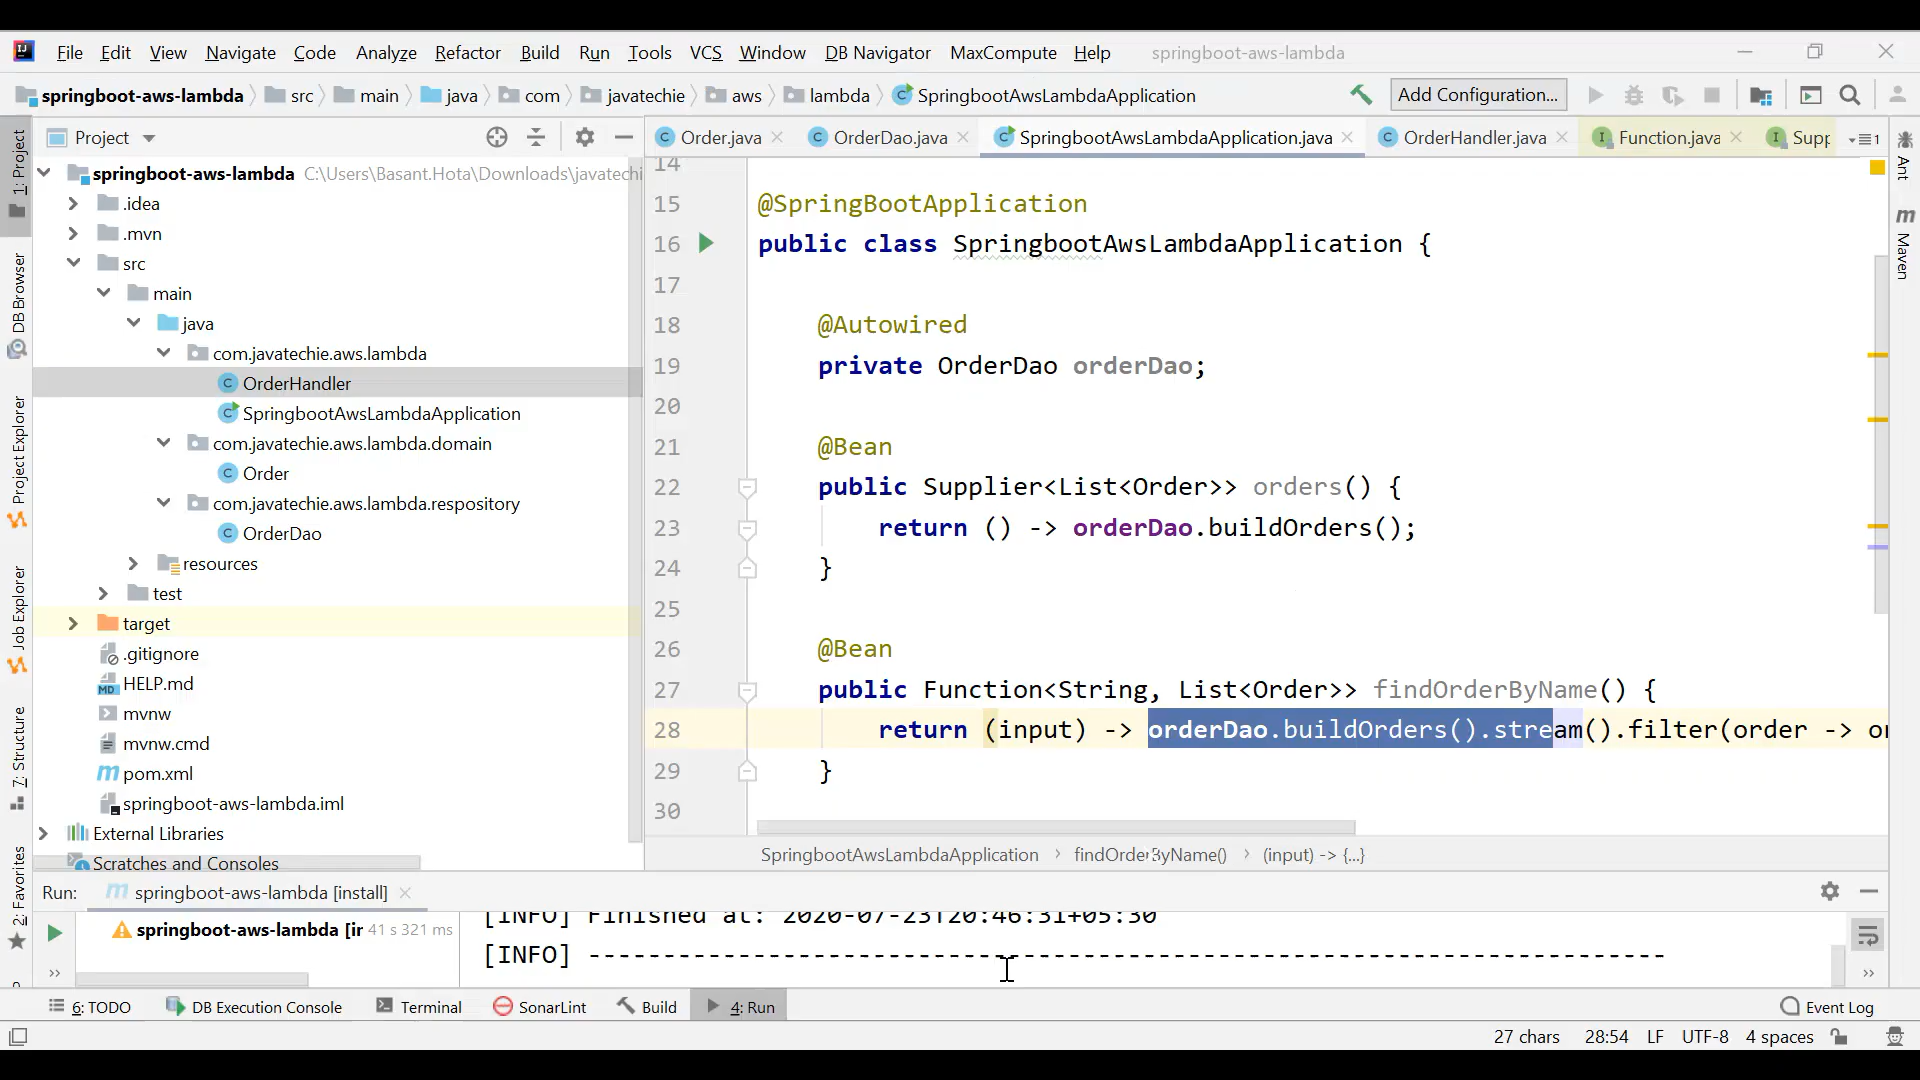 File Edit View Navigate Code Analyze Refactor Build Run Tools VCS Window DB Navigator MaxCompute Help springboot-aws-lambda
springboot-aws-lambda src main java com javatechie aws lambda SpringbootAwsLambdaApplication Add Configuration...
Project
Order.java OrderDao.java SpringbootAwsLambdaApplication.java OrderHandler.java Function.java Supp 1
1: Project
DB Browser
Project Explorer
Job Explorer
7: Structure
2: Favorites
springboot-aws-lambda C:\Users\Basant.Hota\Downloads\javatechi
.idea
.mvn
src
main
java
com.javatechie.aws.lambda
OrderHandler
SpringbootAwsLambdaApplication
com.javatechie.aws.lambda.domain
Order
com.javatechie.aws.lambda.respository
OrderDao
resources
test
target
.gitignore
HELP.md
mvnw
mvnw.cmd
pom.xml
springboot-aws-lambda.iml
External Libraries
Scratches and Consoles
14
15 @SpringBootApplication
16 public class SpringbootAwsLambdaApplication {
17
18 @Autowired
19 private OrderDao orderDao;
20
21 @Bean
22 public Supplier<List<Order>> orders() {
23 return () -> orderDao.buildOrders();
24 }
25
26 @Bean
27 public Function<String, List<Order>> findOrderByName() {
28 return (input) -> orderDao.buildOrders().stream().filter(order -> or
29 }
30
SpringbootAwsLambdaApplication findOrderByName() (input) -> {...}
Ant
Maven
Run: springboot-aws-lambda [install]
springboot-aws-lambda [ir 41 s 321 ms
[INFO] Finished at: 2020-07-23T20:46:31+05:30
[INFO] ------------------------------------------------------------------------
6: TODO DB Execution Console Terminal SonarLint Build 4: Run Event Log
27 chars 28:54 LF UTF-8 4 spaces